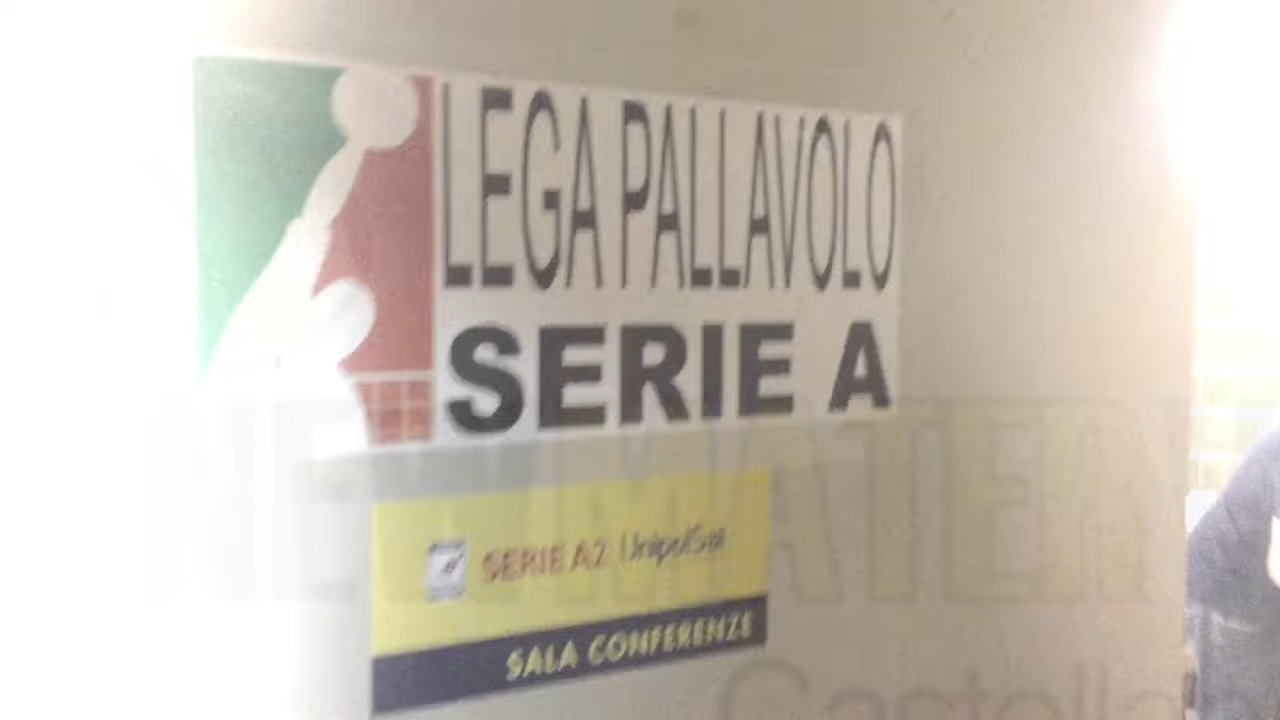 LEGA PALLAVOLO
SERIE A
SERIE A2 UnipolSai
SALA CONFERENZE